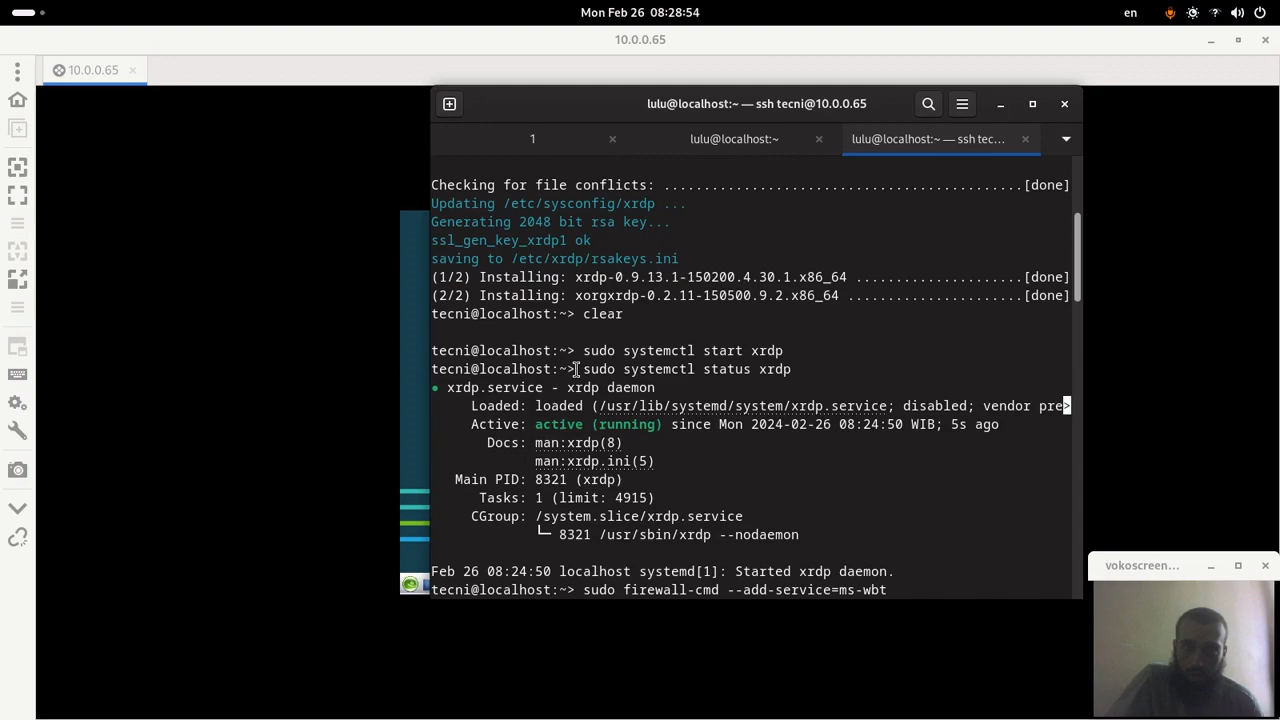 Mon Feb 26 08:28:54
en
10.0.0.65
10.0.0.65
lulu@localhost:~ — ssh tecni@10.0.0.65
1
lulu@localhost:~
lulu@localhost:~ — ssh tec...
Checking for file conflicts: .............................................[done]
Updating /etc/sysconfig/xrdp ...
Generating 2048 bit rsa key...
ssl_gen_key_xrdp1 ok
saving to /etc/xrdp/rsakeys.ini
(1/2) Installing: xrdp-0.9.13.1-150200.4.30.1.x86_64 ......................[done]
(2/2) Installing: xorgxrdp-0.2.11-150500.9.2.x86_64 ......................[done]
tecni@localhost:~> clear
tecni@localhost:~> sudo systemctl start xrdp
tecni@localhost:~> sudo systemctl status xrdp
● xrdp.service - xrdp daemon
Loaded: loaded (/usr/lib/systemd/system/xrdp.service; disabled; vendor pre>
Active: active (running) since Mon 2024-02-26 08:24:50 WIB; 5s ago
Docs: man:xrdp(8)
man:xrdp.ini(5)
Main PID: 8321 (xrdp)
Tasks: 1 (limit: 4915)
CGroup: /system.slice/xrdp.service
└─ 8321 /usr/sbin/xrdp --nodaemon
Feb 26 08:24:50 localhost systemd[1]: Started xrdp daemon.
tecni@localhost:~> sudo firewall-cmd --add-service=ms-wbt
vokoscreen...